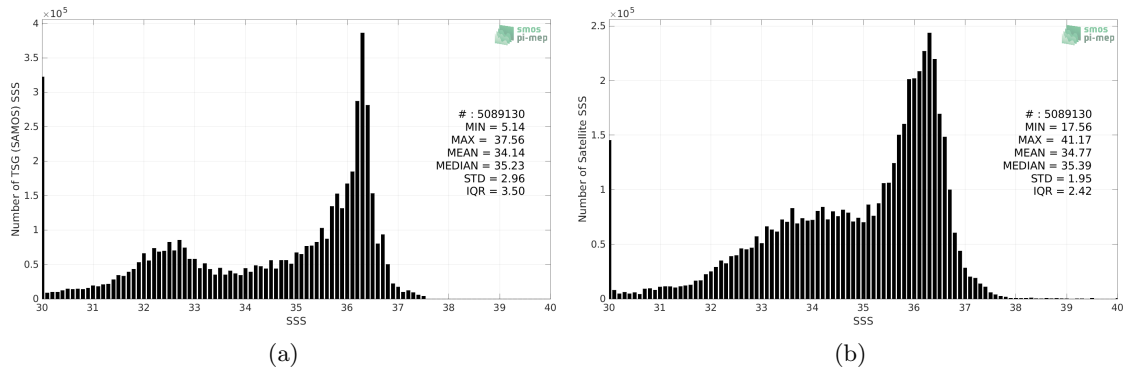 4 ×10^5
3.5
3
2.5
2
1.5
1
0.5
0
30 31 32 33 34 35 36 37 38 39 40
SSS
Number of TSG (SAMOS) SSS
smos
pi-mep
# : 5089130
MIN = 5.14
MAX = 37.56
MEAN = 34.14
MEDIAN = 35.23
STD = 2.96
IQR = 3.50
(a)
×10^5
2.5
2
1.5
1
0.5
0
30 31 32 33 34 35 36 37 38 39 40
SSS
Number of Satellite SSS
smos
pi-mep
# : 5089130
MIN = 17.56
MAX = 41.17
MEAN = 34.77
MEDIAN = 35.39
STD = 1.95
IQR = 2.42
(b)